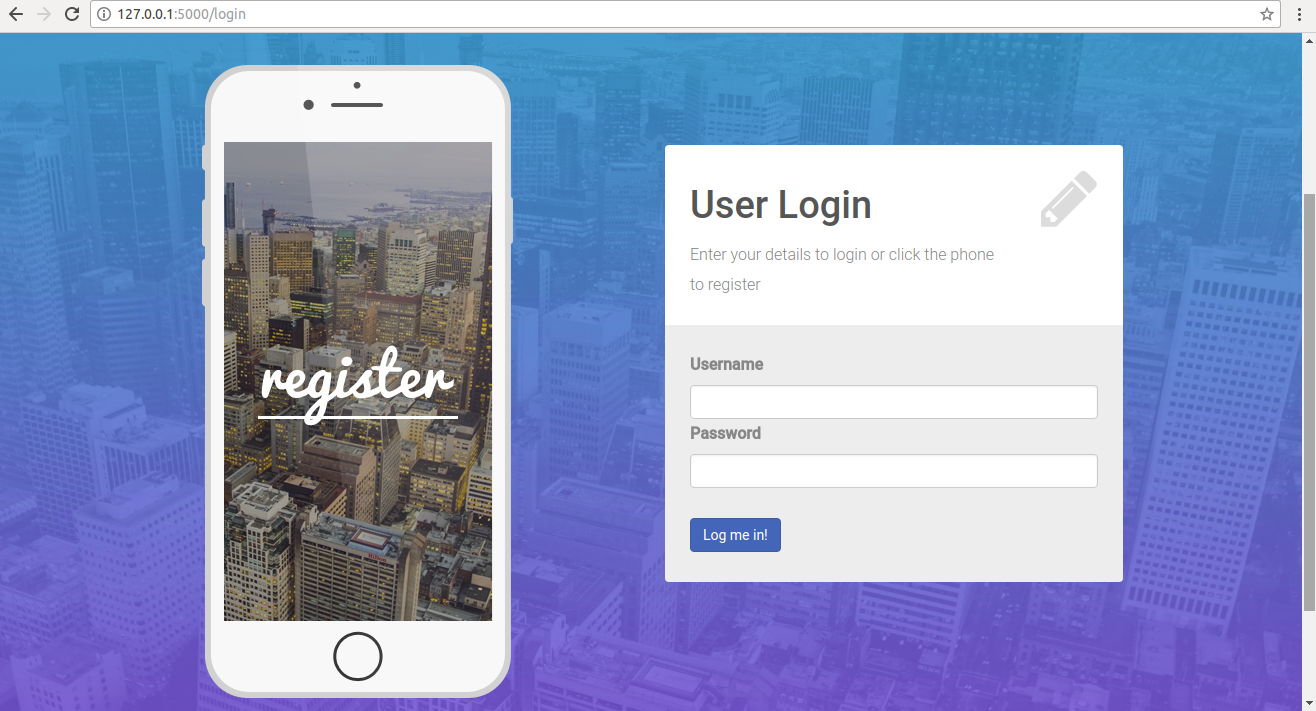 127.0.0.1:5000/login
register
User Login
Enter your details to login or click the phone
to register
Username
Password
Log me in!